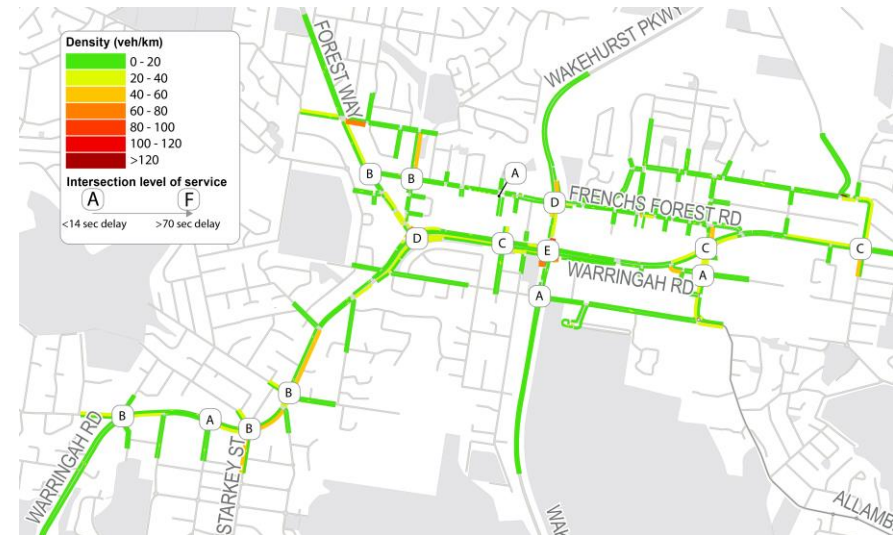 Density (veh/km)
0 - 20
20 - 40
40 - 60
60 - 80
80 - 100
100 - 120
>120
Intersection level of service
A
F
<14 sec delay
>70 sec delay
FOREST WAY
WAKEHURST PKWY
A
B
B
D
FRENCHS FOREST RD
D
C
E
C
C
WARRINGAH RD
A
A
B
B
A
B
WARRINGAH RD
STARKEY ST
WAK
ALLAMB